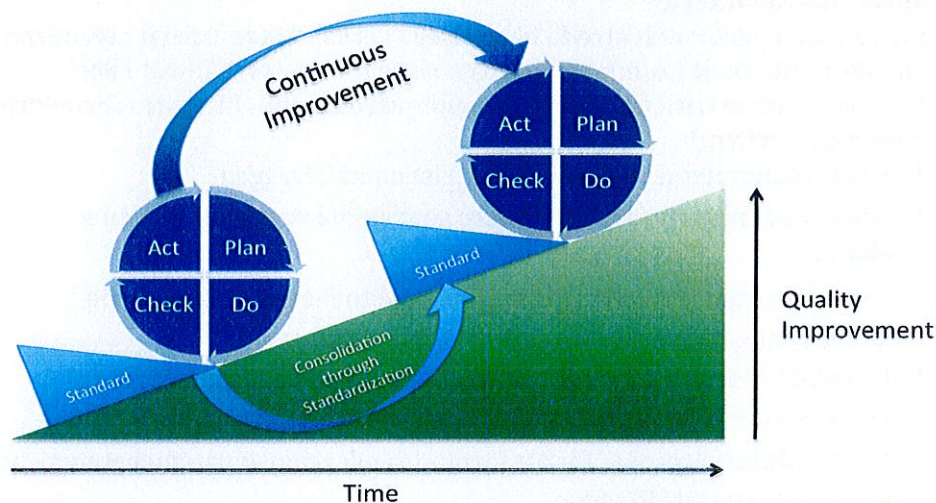 Continuous
Improvement
Act Plan
Check Do
Act Plan
Check Do
Standard
Standard
Consolidation
through
Standardization
Quality
Improvement
Time